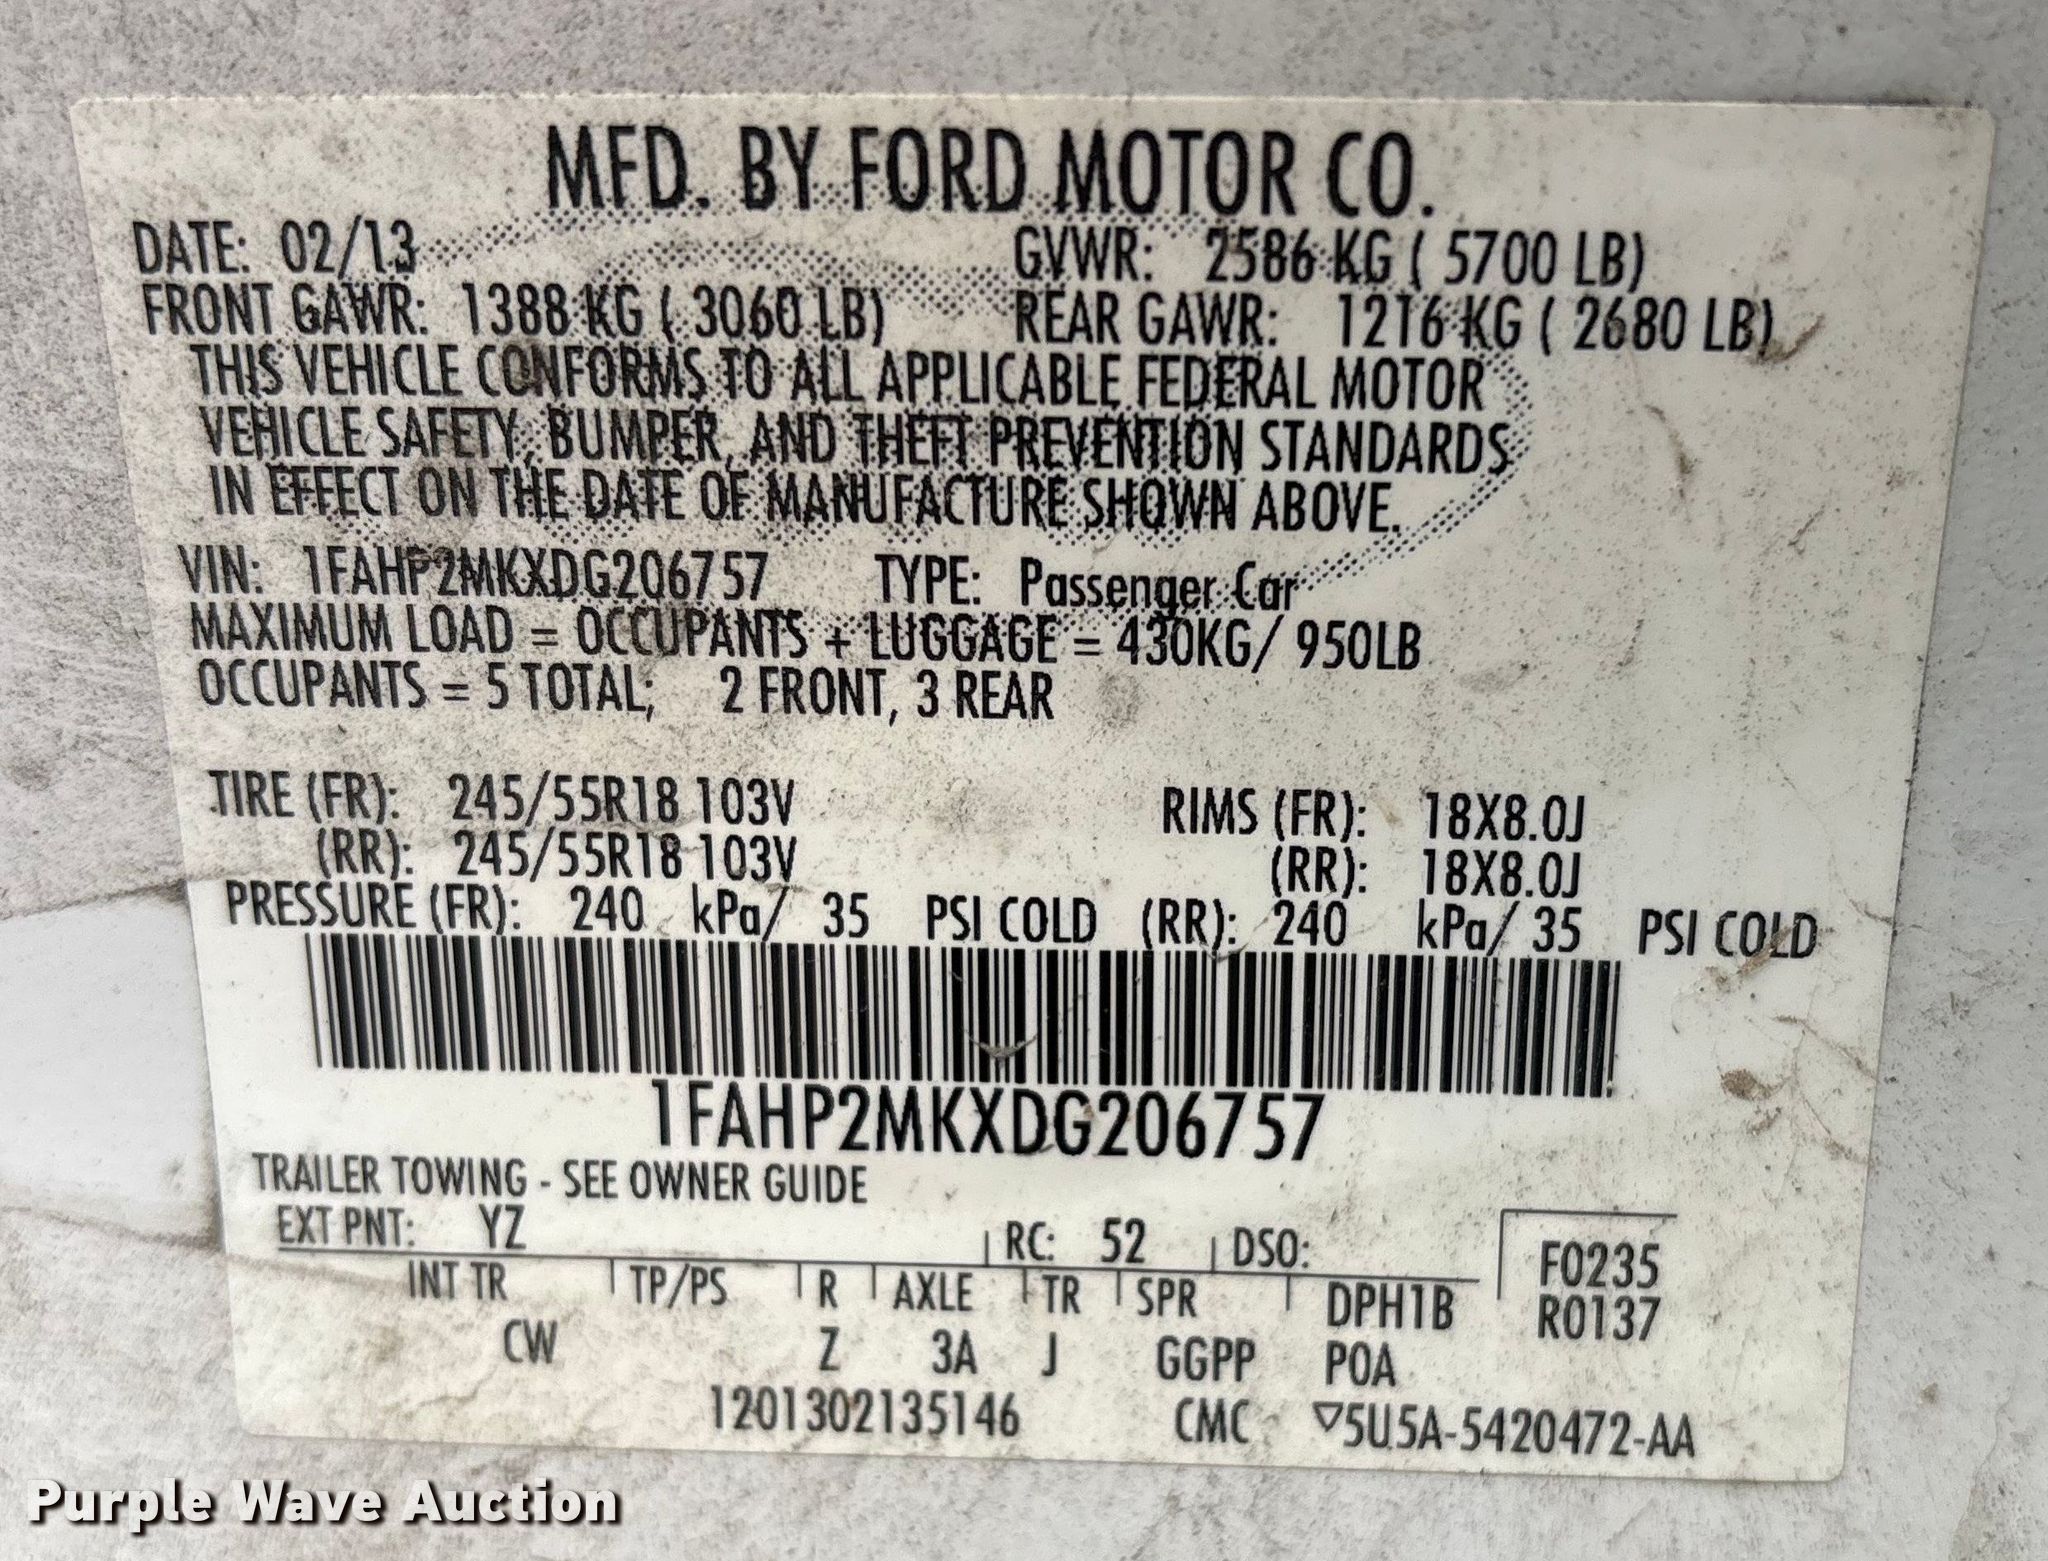 MFD. BY FORD MOTOR CO.
DATE: 02/13 GVWR: 2586 KG ( 5700 LB)
FRONT GAWR: 1388 KG ( 3060 LB) REAR GAWR: 1216 KG ( 2680 LB)
THIS VEHICLE CONFORMS TO ALL APPLICABLE FEDERAL MOTOR
VEHICLE SAFETY, BUMPER, AND THEFT PREVENTION STANDARDS
IN EFFECT ON THE DATE OF MANUFACTURE SHOWN ABOVE.
VIN: 1FAHP2MKXDG206757 TYPE: Passenger Car
MAXIMUM LOAD = OCCUPANTS + LUGGAGE = 430KG/ 950LB
OCCUPANTS = 5 TOTAL; 2 FRONT, 3 REAR
TIRE (FR): 245/55R18 103V RIMS (FR): 18X8.0J
(RR): 245/55R18 103V (RR): 18X8.0J
PRESSURE (FR): 240 kPa/ 35 PSI COLD (RR): 240 kPa/ 35 PSI COLD
1FAHP2MKXDG206757
TRAILER TOWING - SEE OWNER GUIDE
EXT PNT: YZ RC: 52 DSO: F0235
INT TR TP/PS R AXLE TR SPR DPH1B R0137
CW Z 3A J GGPP POA
1201302135146 CMC ▽5U5A-5420472-AA
Purple Wave Auction